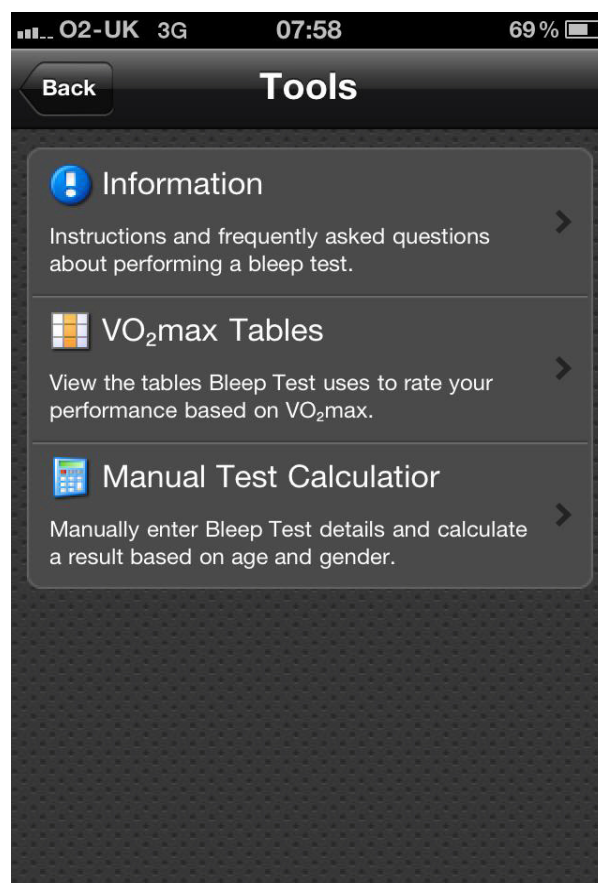 O2-UK 3G 07:58 69%
Back Tools
Information
Instructions and frequently asked questions
about performing a bleep test.
VO₂max Tables
View the tables Bleep Test uses to rate your
performance based on VO₂max.
Manual Test Calculatior
Manually enter Bleep Test details and calculate
a result based on age and gender.